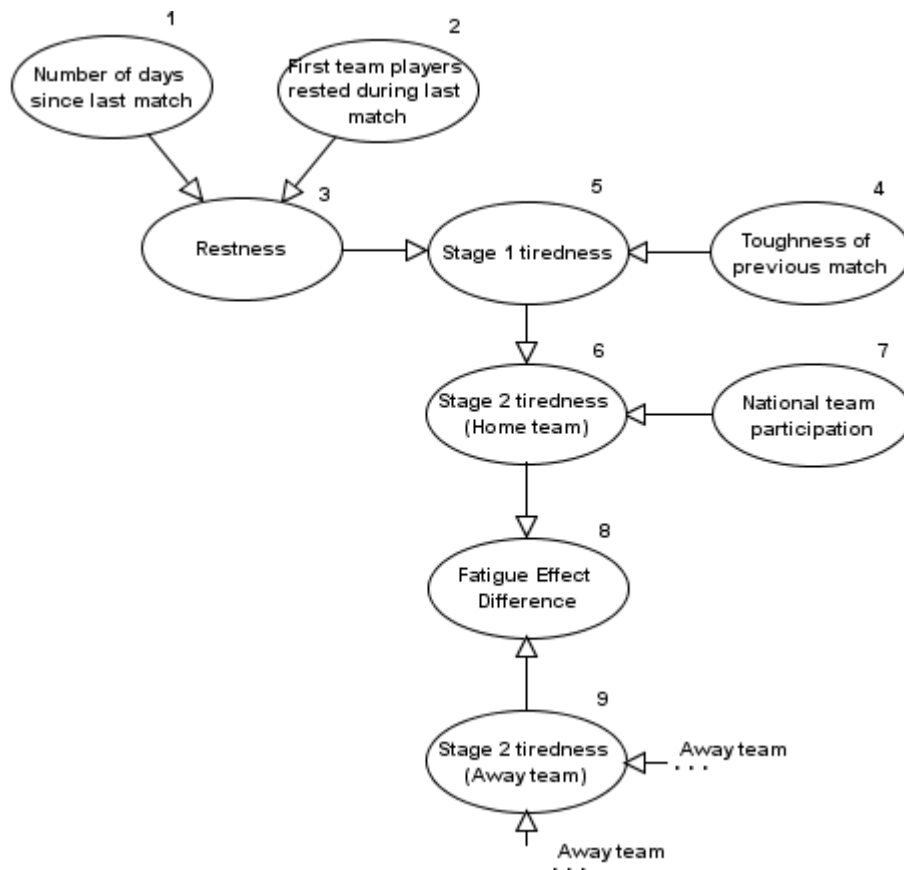 1
Number of days
since last match
2
First team players
rested during last
match
3
Restness
5
Stage 1 tiredness
4
Toughness of
previous match
6
Stage 2 tiredness
(Home team)
7
National team
participation
8
Fatigue Effect
Difference
9
Stage 2 tiredness
(Away team)
Away team
...
Away team
...